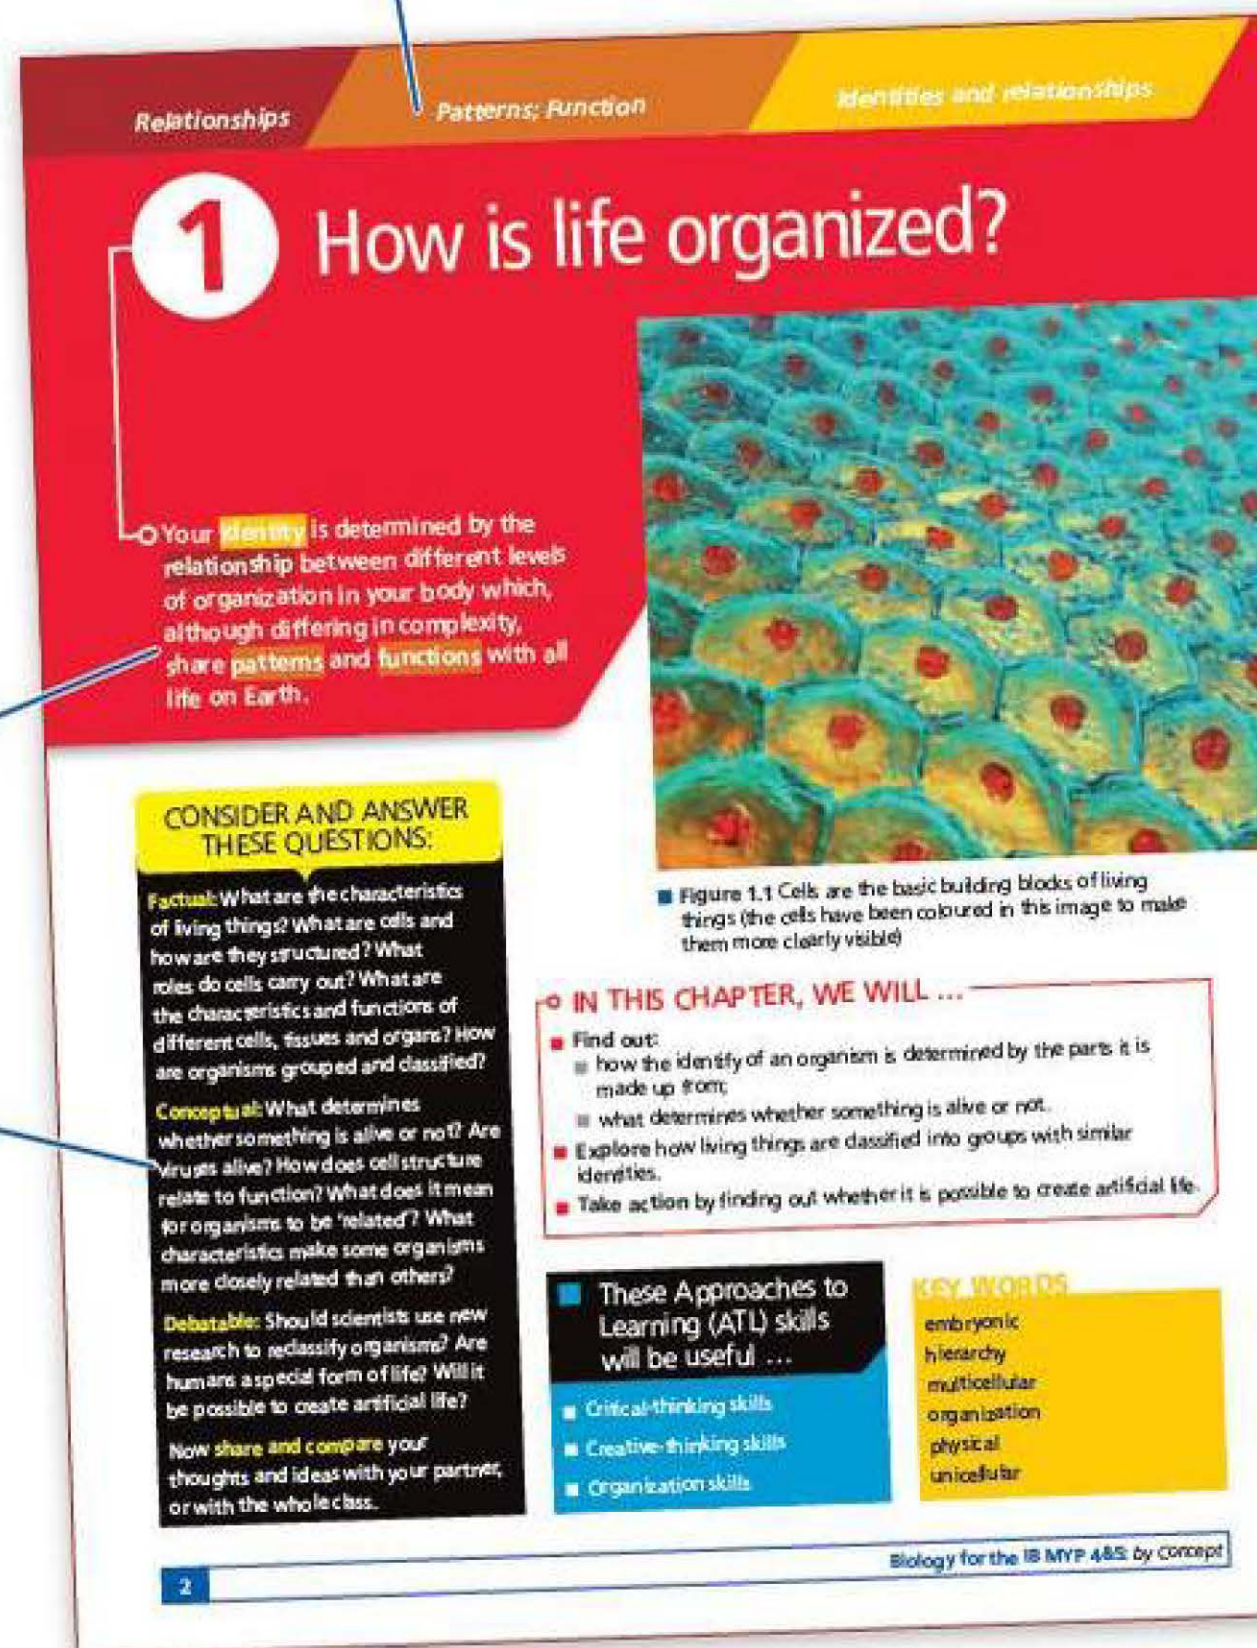 Relationships
Patterns; Function
Identities and relationships
1 How is life organized?
Your identity is determined by the
relationship between different levels
of organization in your body which,
although differing in complexity,
share patterns and functions with all
life on Earth.
CONSIDER AND ANSWER
THESE QUESTIONS:
Factual: What are the characteristics
of living things? What are cells and
how are they structured? What
roles do cells carry out? What are
the characteristics and functions of
different cells, tissues and organs? How
are organisms grouped and classified?
Conceptual: What determines
whether something is alive or not? Are
viruses alive? How does cell structure
relate to function? What does it mean
for organisms to be 'related'? What
characteristics make some organisms
more closely related than others?
Debatable: Should scientists use new
research to reclassify organisms? Are
humans a special form of life? Will it
be possible to create artificial life?
Now share and compare your
thoughts and ideas with your partner,
or with the whole class.
Figure 1.1 Cells are the basic building blocks of living
things (the cells have been coloured in this image to make
them more clearly visible)
IN THIS CHAPTER, WE WILL ...
Find out:
how the identify of an organism is determined by the parts it is
made up from;
what determines whether something is alive or not.
Explore how living things are classified into groups with similar
identities.
Take action by finding out whether it is possible to create artificial life.
These Approaches to
Learning (ATL) skills
will be useful ...
Critical-thinking skills
Creative-thinking skills
Organization skills
KEY WORDS
embryonic
hierarchy
multicellular
organization
physical
unicellular
2
Biology for the IB MYP 4&5: by Concept